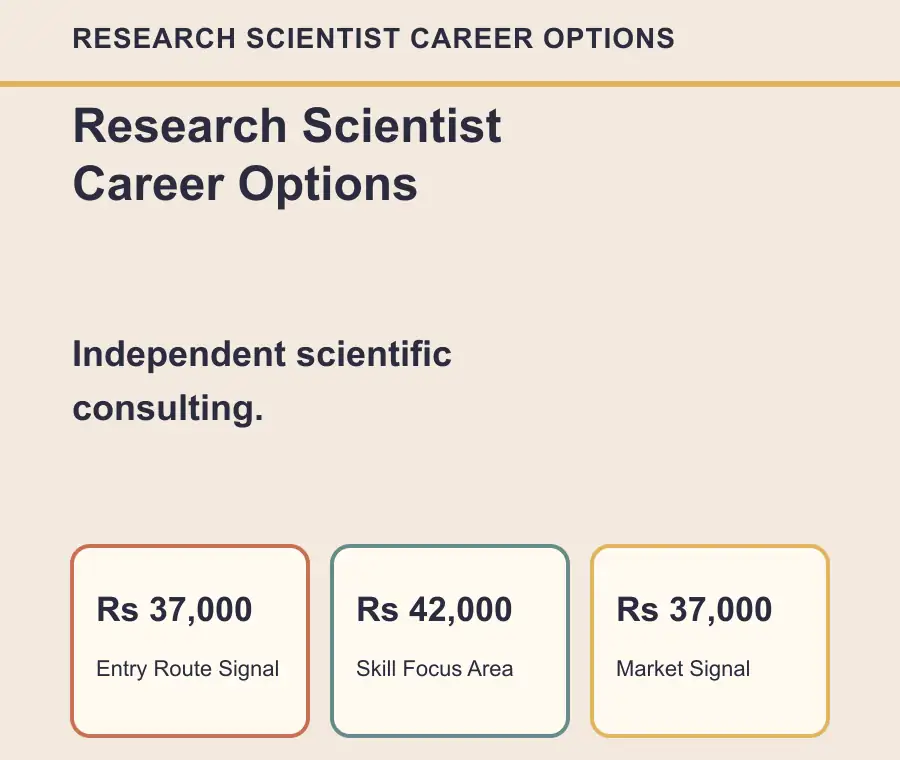 RESEARCH SCIENTIST CAREER OPTIONS
Research Scientist
Career Options
Independent scientific
consulting.
Rs 37,000
Entry Route Signal
Rs 42,000
Skill Focus Area
Rs 37,000
Market Signal